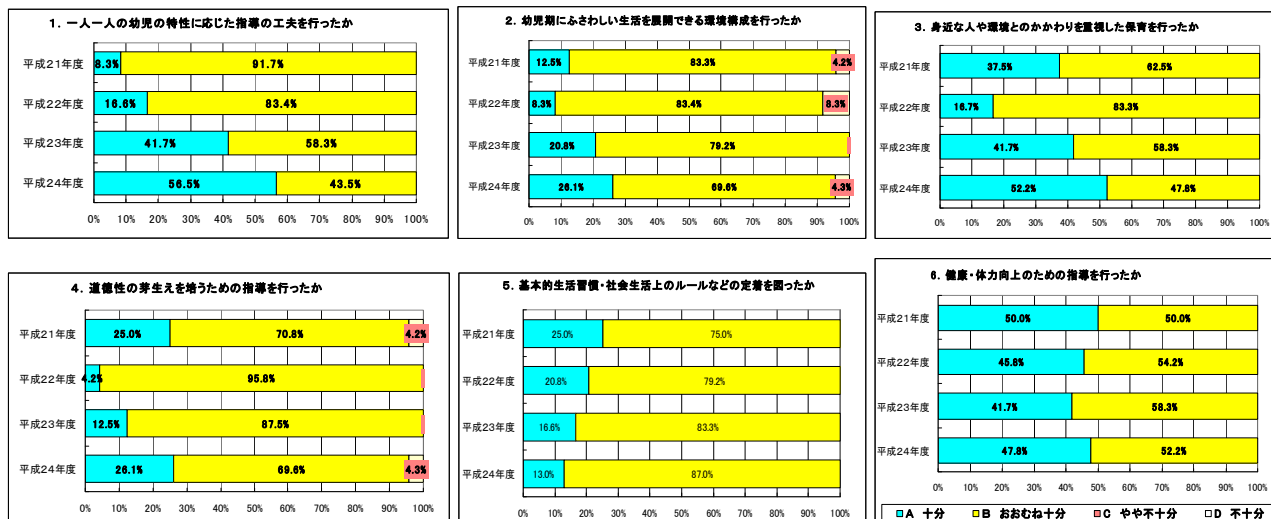 1. 一人一人の幼児の特性に応じた指導の工夫を行ったか
平成21年度 8.3% 91.7%
平成22年度 16.6% 83.4%
平成23年度 41.7% 58.3%
平成24年度 56.5% 43.5%
0% 10% 20% 30% 40% 50% 60% 70% 80% 90% 100%
2. 幼児期にふさわしい生活を展開できる環境構成を行ったか
平成21年度 12.5% 83.3% 4.2%
平成22年度 8.3% 83.4% 8.3%
平成23年度 20.8% 79.2%
平成24年度 26.1% 69.6% 4.3%
0% 10% 20% 30% 40% 50% 60% 70% 80% 90% 100%
3. 身近な人や環境とのかかわりを重視した保育を行ったか
平成21年度 37.5% 62.5%
平成22年度 16.7% 83.3%
平成23年度 41.7% 58.3%
平成24年度 52.2% 47.8%
0% 10% 20% 30% 40% 50% 60% 70% 80% 90% 100%
4. 道徳性の芽生えを培うための指導を行ったか
平成21年度 25.0% 70.8% 4.2%
平成22年度 4.2% 95.8%
平成23年度 12.5% 87.5%
平成24年度 26.1% 69.6% 4.3%
0% 10% 20% 30% 40% 50% 60% 70% 80% 90% 100%
5. 基本的生活習慣・社会生活上のルールなどの定着を図ったか
平成21年度 25.0% 75.0%
平成22年度 20.8% 79.2%
平成23年度 16.6% 83.3%
平成24年度 13.0% 87.0%
0% 10% 20% 30% 40% 50% 60% 70% 80% 90% 100%
6. 健康・体力向上のための指導を行ったか
平成21年度 50.0% 50.0%
平成22年度 45.8% 54.2%
平成23年度 41.7% 58.3%
平成24年度 47.8% 52.2%
0% 10% 20% 30% 40% 50% 60% 70% 80% 90% 100%
A 十分 B おおむね十分 C やや不十分 D 不十分